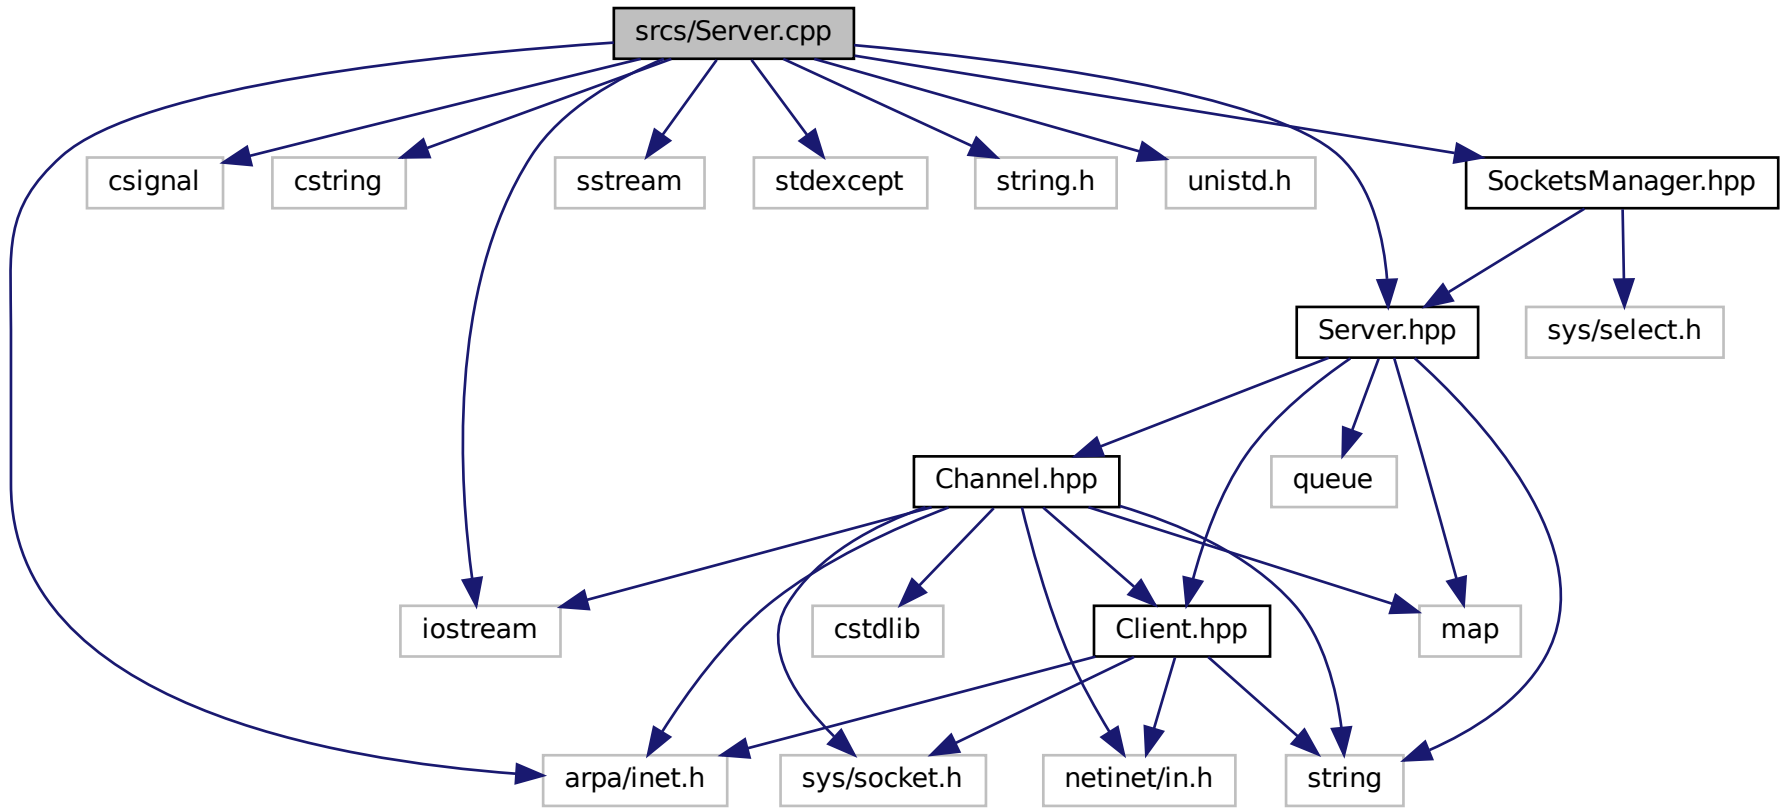 srcs/Server.cpp
csignal
cstring
sstream
stdexcept
string.h
unistd.h
SocketsManager.hpp
Server.hpp
sys/select.h
Channel.hpp
queue
iostream
cstdlib
Client.hpp
map
arpa/inet.h
sys/socket.h
netinet/in.h
string